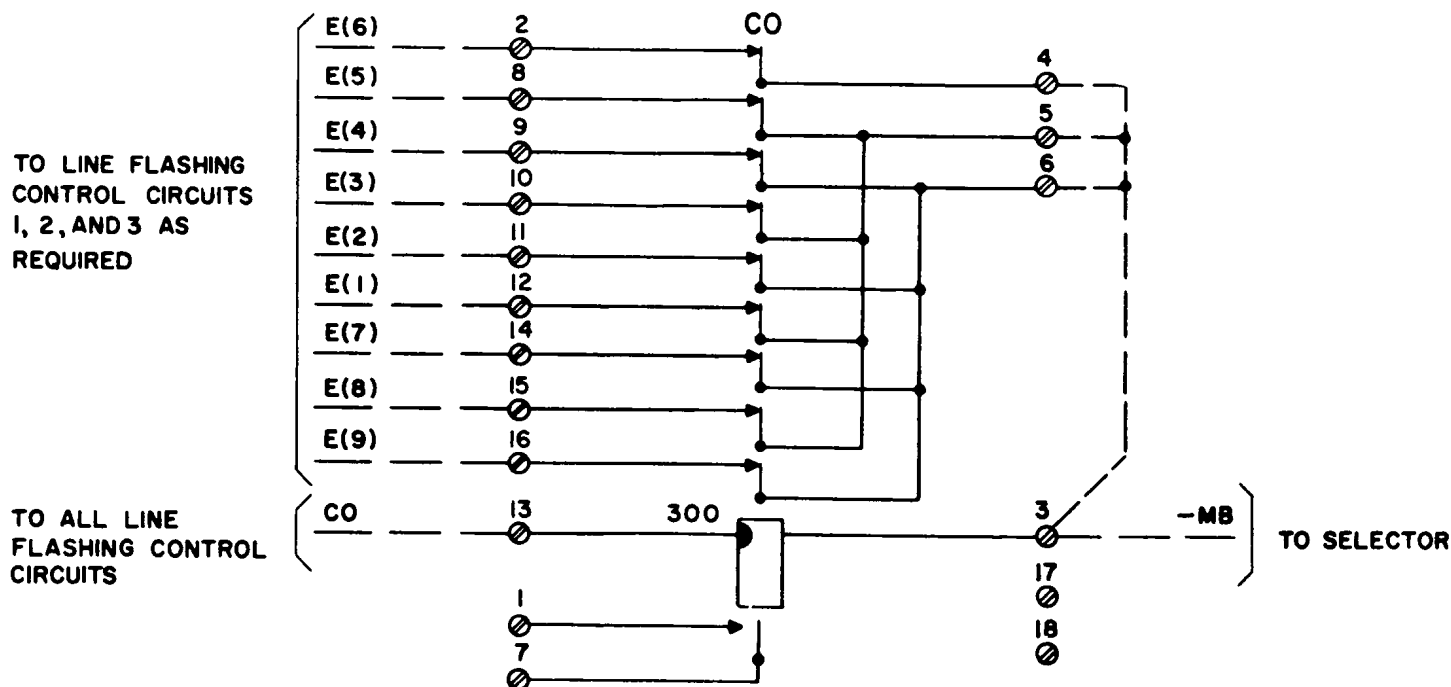 E(6) 2 CO
E(5) 8 4
E(4) 9 5
E(3) 10 6
E(2) 11
E(1) 12
E(7) 14
E(8) 15
E(9) 16
TO LINE FLASHING
CONTROL CIRCUITS
1, 2, AND 3 AS
REQUIRED
CO 13 300 3 -MB
TO ALL LINE
FLASHING CONTROL
CIRCUITS
TO SELECTOR
1 17
7 18